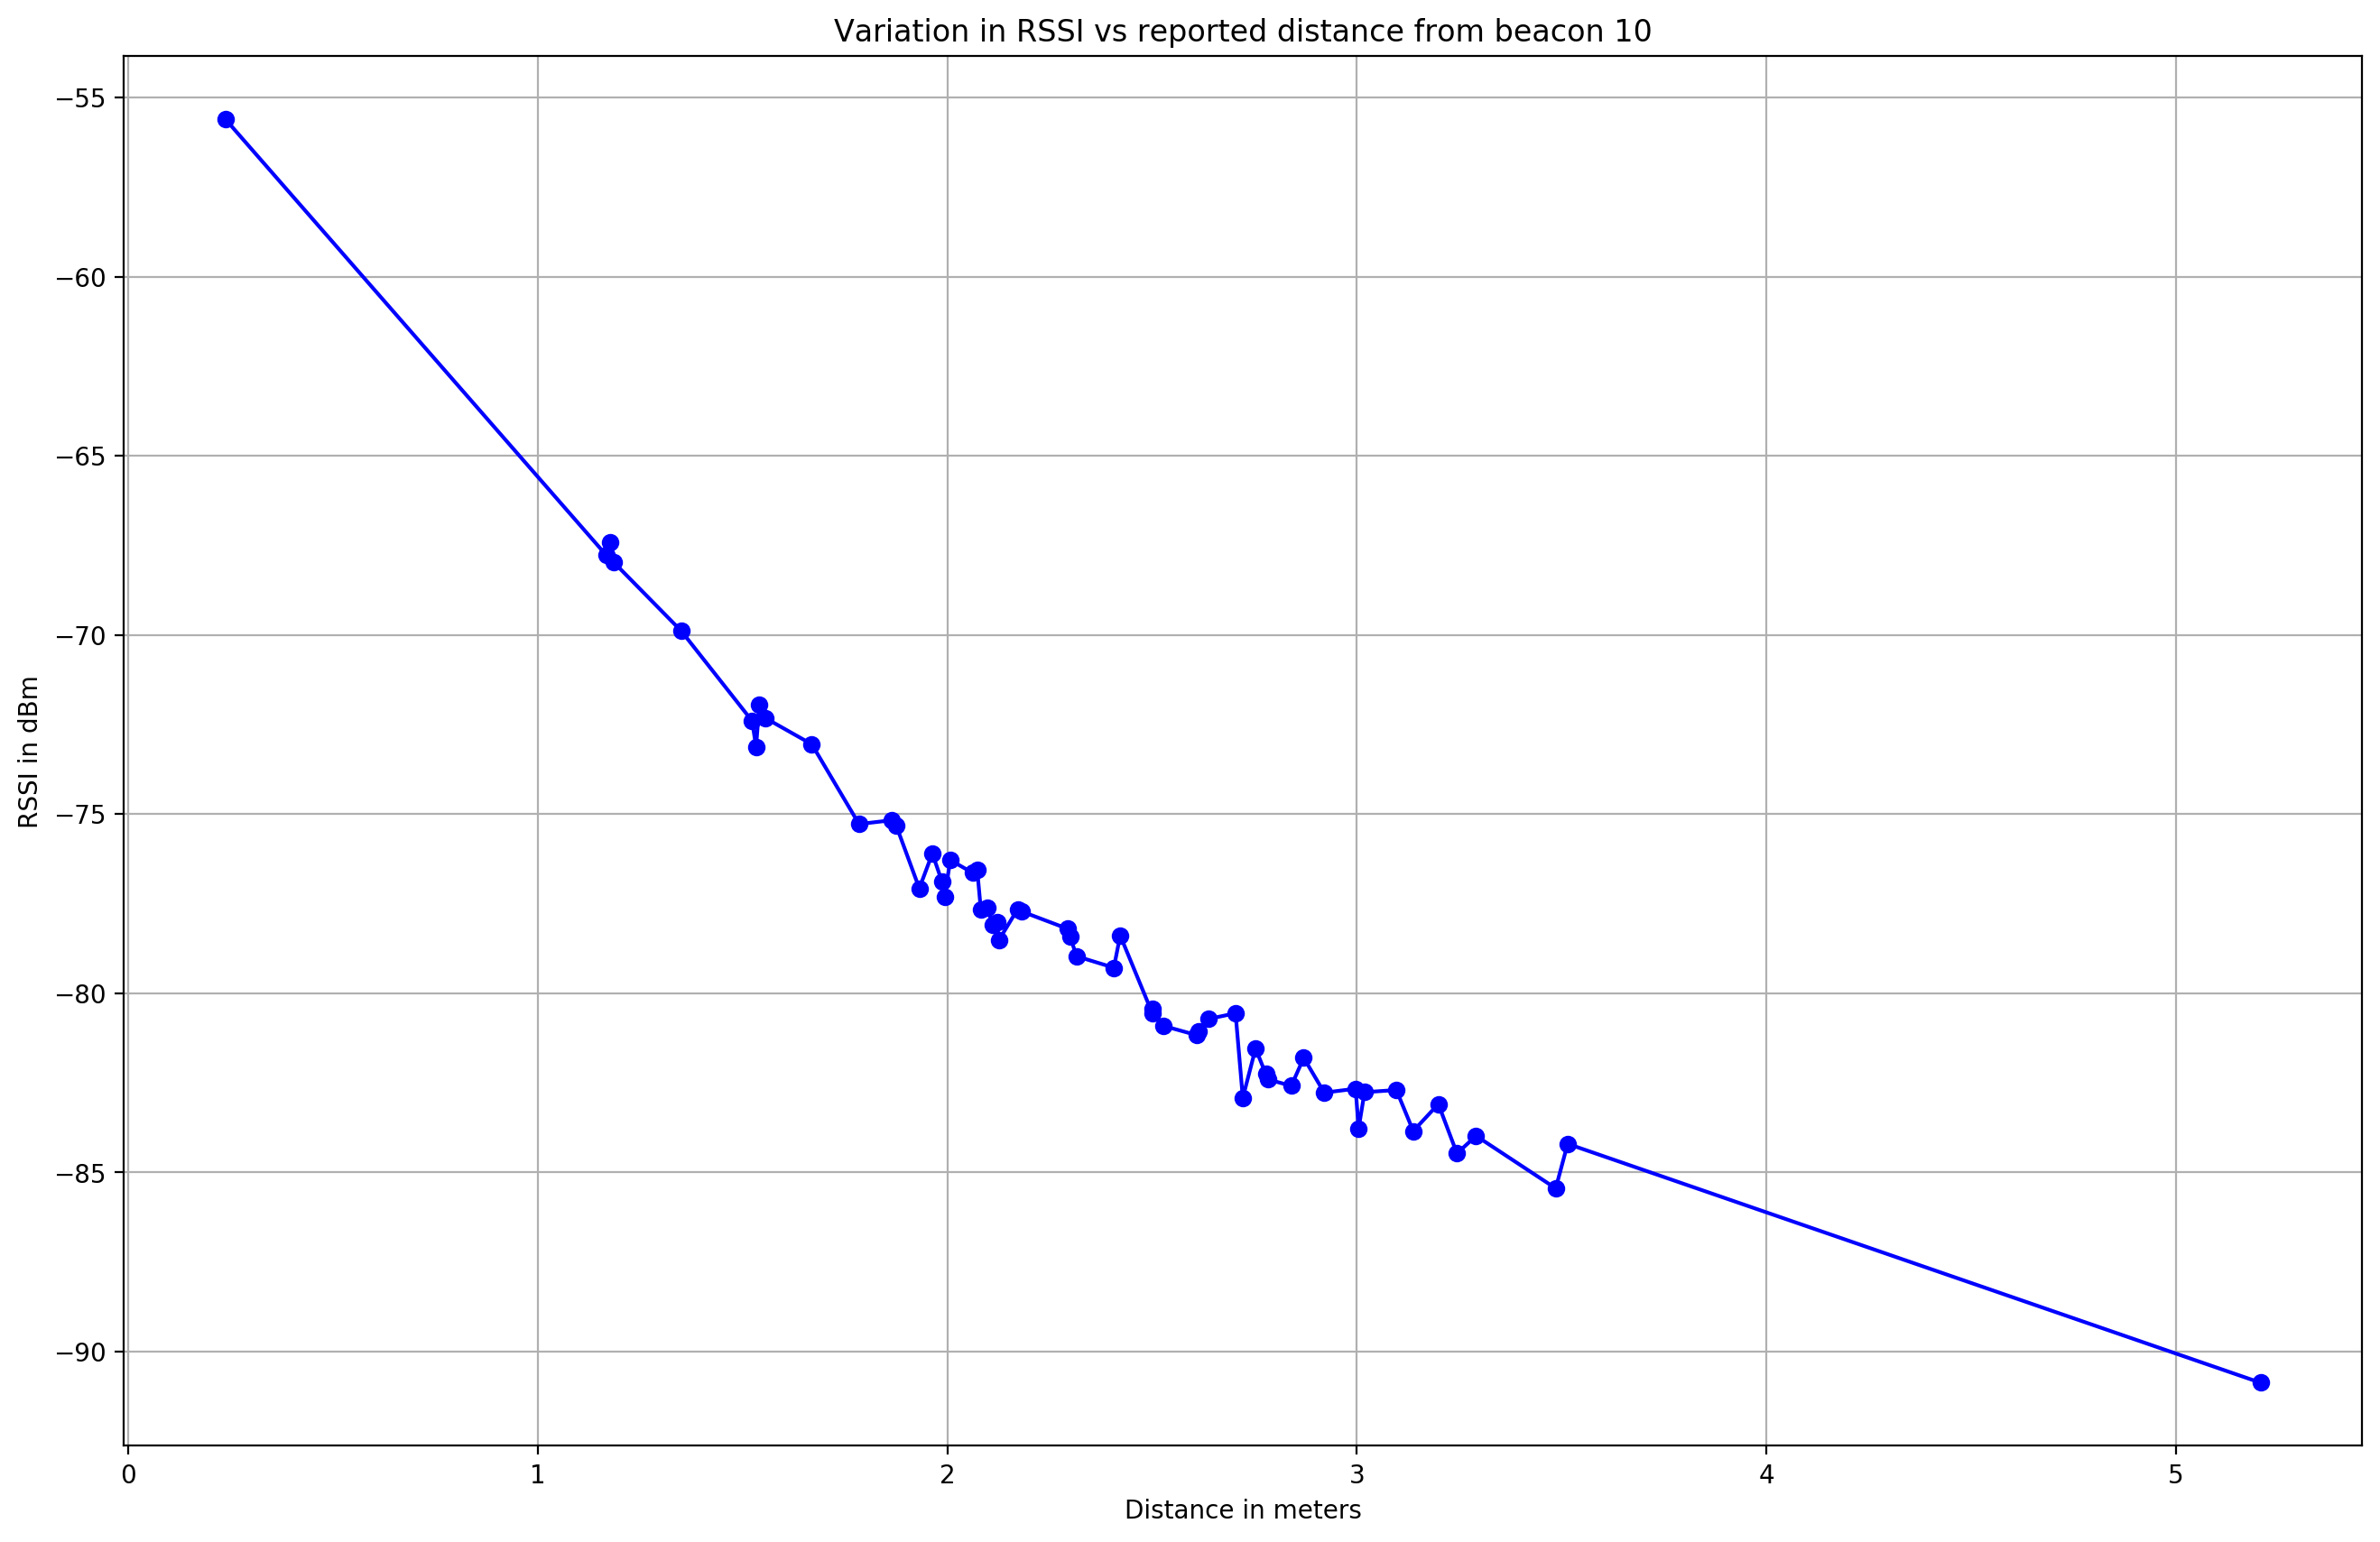 Variation in RSSI vs reported distance from beacon 10
RSSI in dBm
−55
−60
−65
−70
−75
−80
−85
−90
0 1 2 3 4 5
Distance in meters